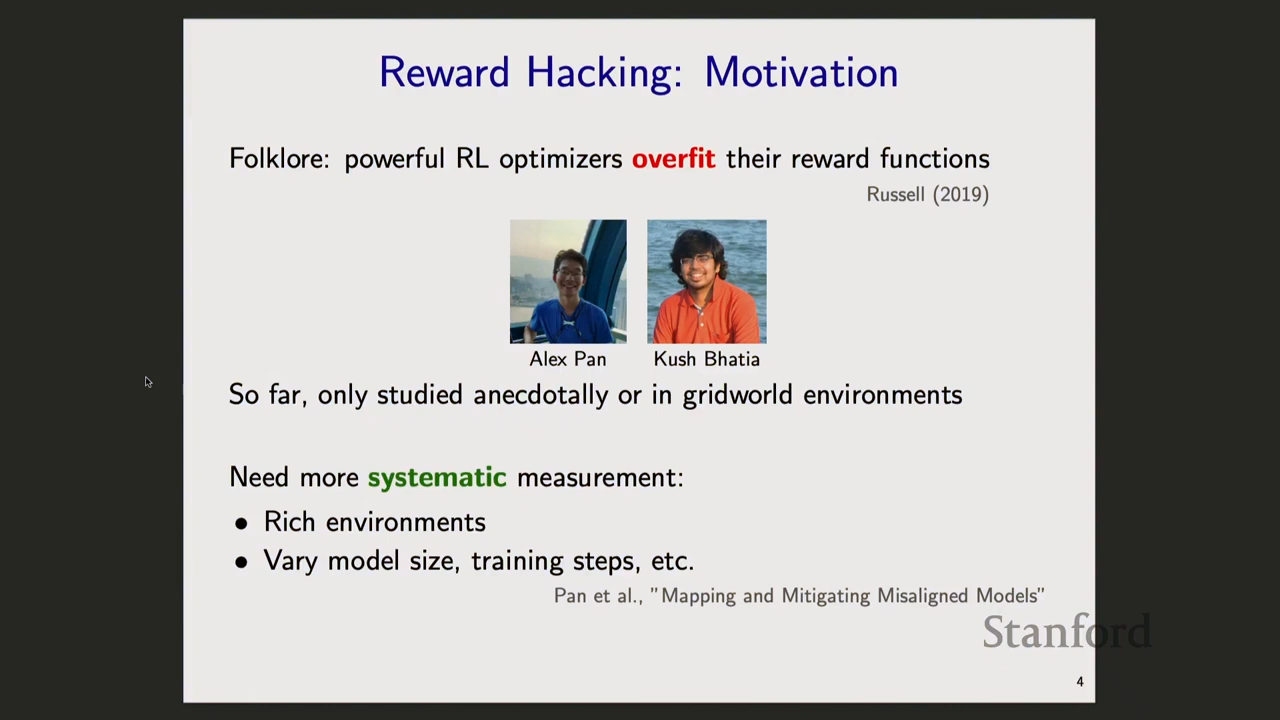 Reward Hacking: Motivation
Folklore: powerful RL optimizers overfit their reward functions
Russell (2019)
Alex Pan
Kush Bhatia
So far, only studied anecdotally or in gridworld environments
Need more systematic measurement:
• Rich environments
• Vary model size, training steps, etc.
Pan et al., "Mapping and Mitigating Misaligned Models"
Stanford
4